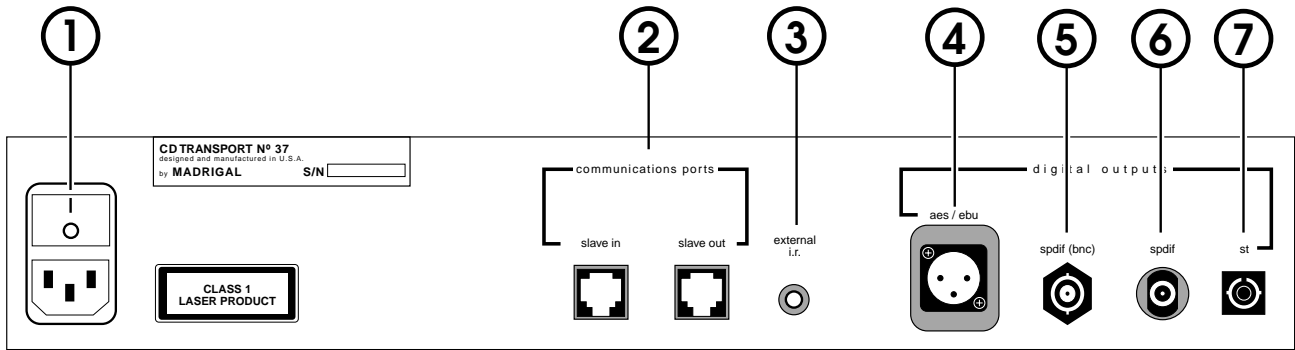 1
2
3
4
5
6
7
CD TRANSPORT Nº 37
designed and manufactured in U.S.A.
by MADRIGAL S/N
communications ports
digital outputs
aes / ebu
slave in
slave out
external
i.r.
spdif (bnc)
spdif
st
CLASS 1
LASER PRODUCT